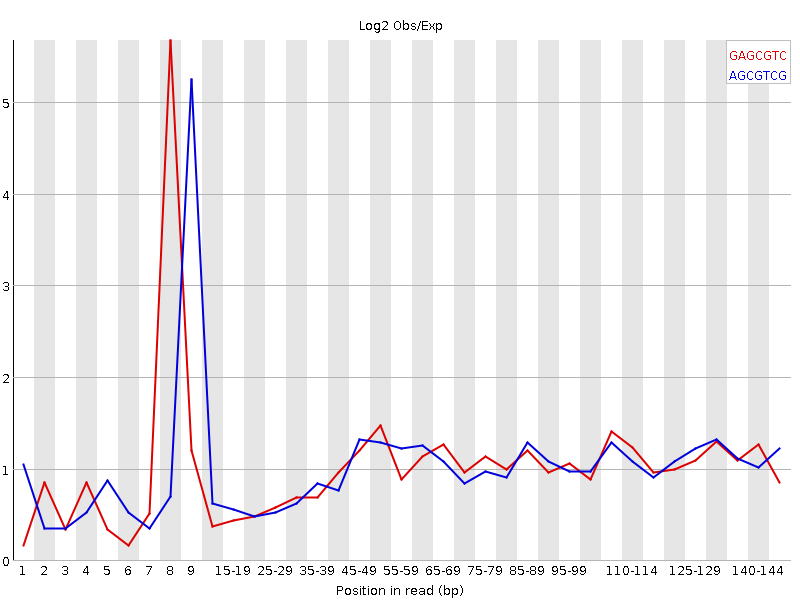 Log2 Obs/Exp
GAGCGTC
AGCGTCG
5
4
3
2
1
0
1 2 3 4 5 6 7 8 9 15-19 25-29 35-39 45-49 55-59 65-69 75-79 85-89 95-99 110-114 125-129 140-144
Position in read (bp)